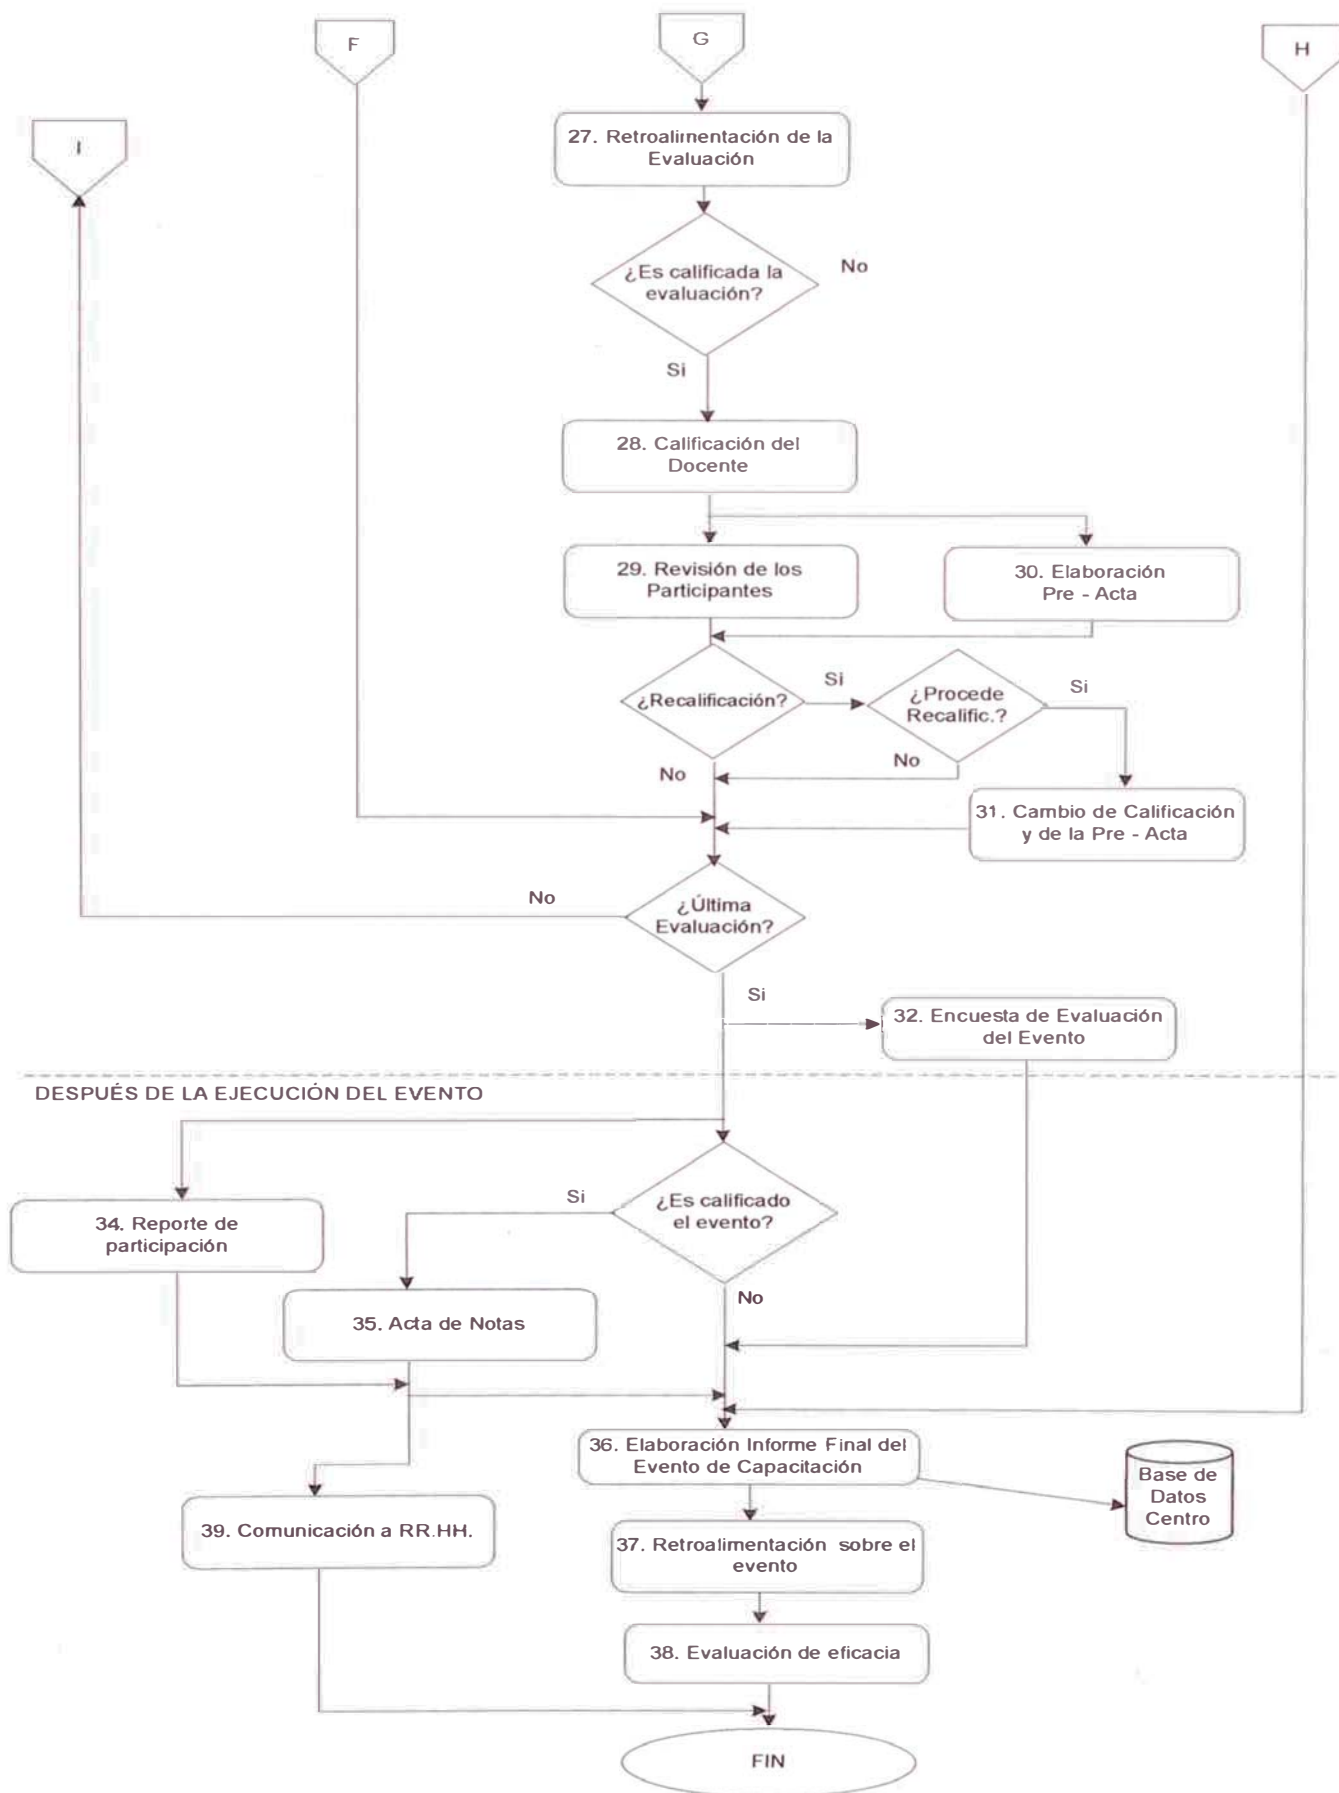 F
G
H
I
27. Retroalimentación de la
Evaluación
¿Es calificada la
evaluación?
No
Si
28. Calificación del
Docente
29. Revisión de los
Participantes
30. Elaboración
Pre - Acta
¿Recalificación?
Si
¿Procede
Recalific.?
Si
No
No
31. Cambio de Calificación
y de la Pre - Acta
¿Última
Evaluación?
No
Si
32. Encuesta de Evaluación
del Evento
DESPUÉS DE LA EJECUCIÓN DEL EVENTO
34. Reporte de
participación
Si
¿Es calificado
el evento?
No
35. Acta de Notas
36. Elaboración Informe Final del
Evento de Capacitación
Base de
Datos
Centro
39. Comunicación a RR.HH.
37. Retroalimentación sobre el
evento
38. Evaluación de eficacia
FIN